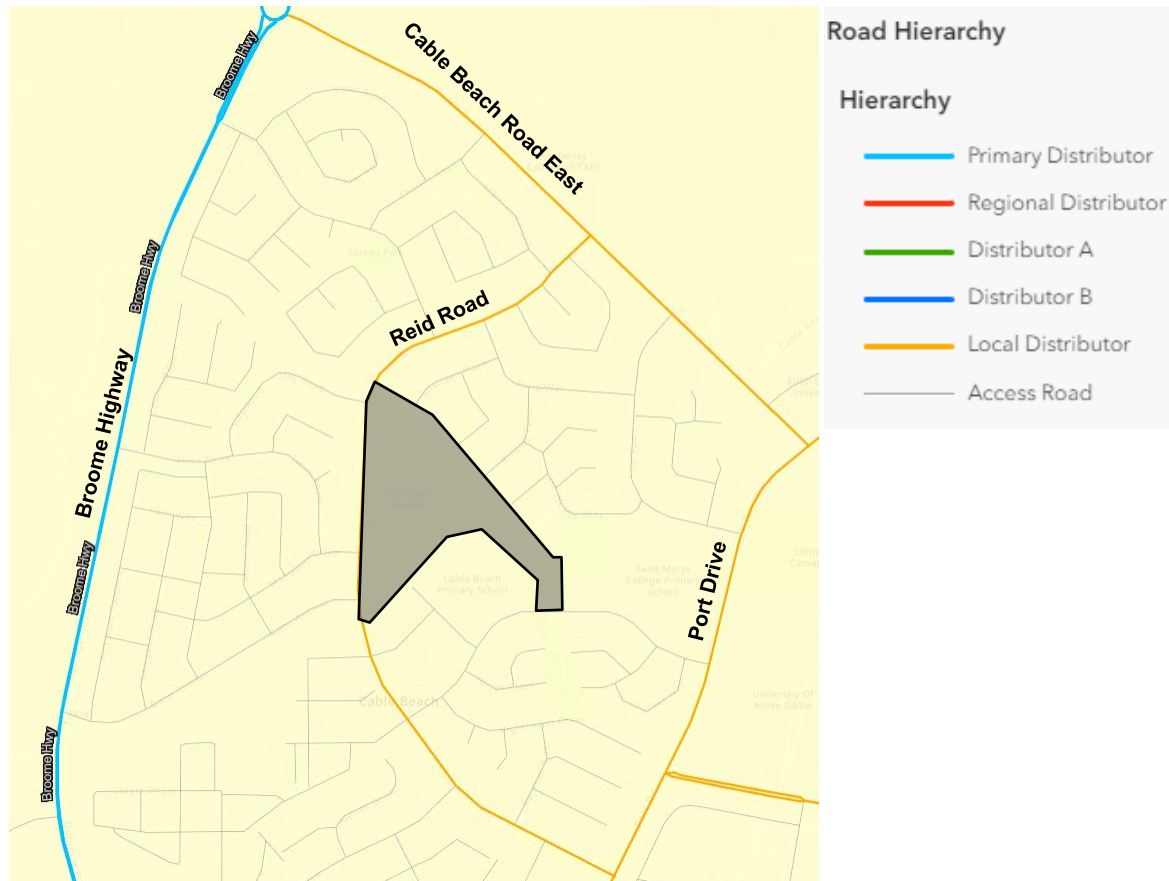 Broome Hwy
Cable Beach Road East
Broome Hwy
Reid Road
Broome Highway
Cable Beach
Primary School
Saint Marys
College Primary
School
Port Drive
Broome Hwy
Cable Beach
University Of
Notre Dame
Broome Hwy
Road Hierarchy
Hierarchy
Primary Distributor
Regional Distributor
Distributor A
Distributor B
Local Distributor
Access Road